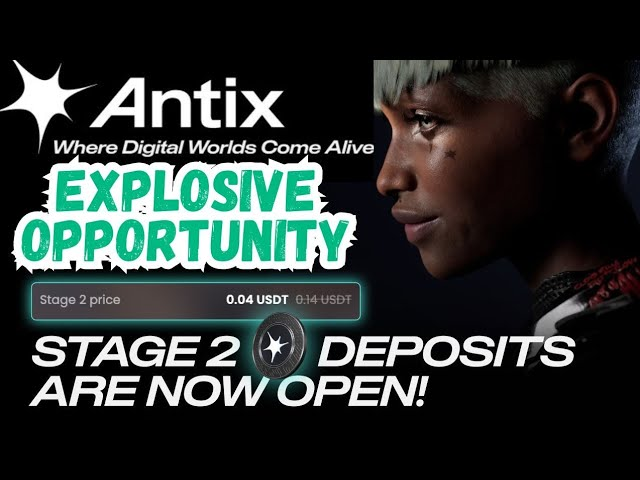 Antix
Where Digital Worlds Come Alive
EXPLOSIVE
OPPORTUNITY
Stage 2 price 0.04 USDT 0.14 USDT
STAGE 2 DEPOSITS
ARE NOW OPEN!